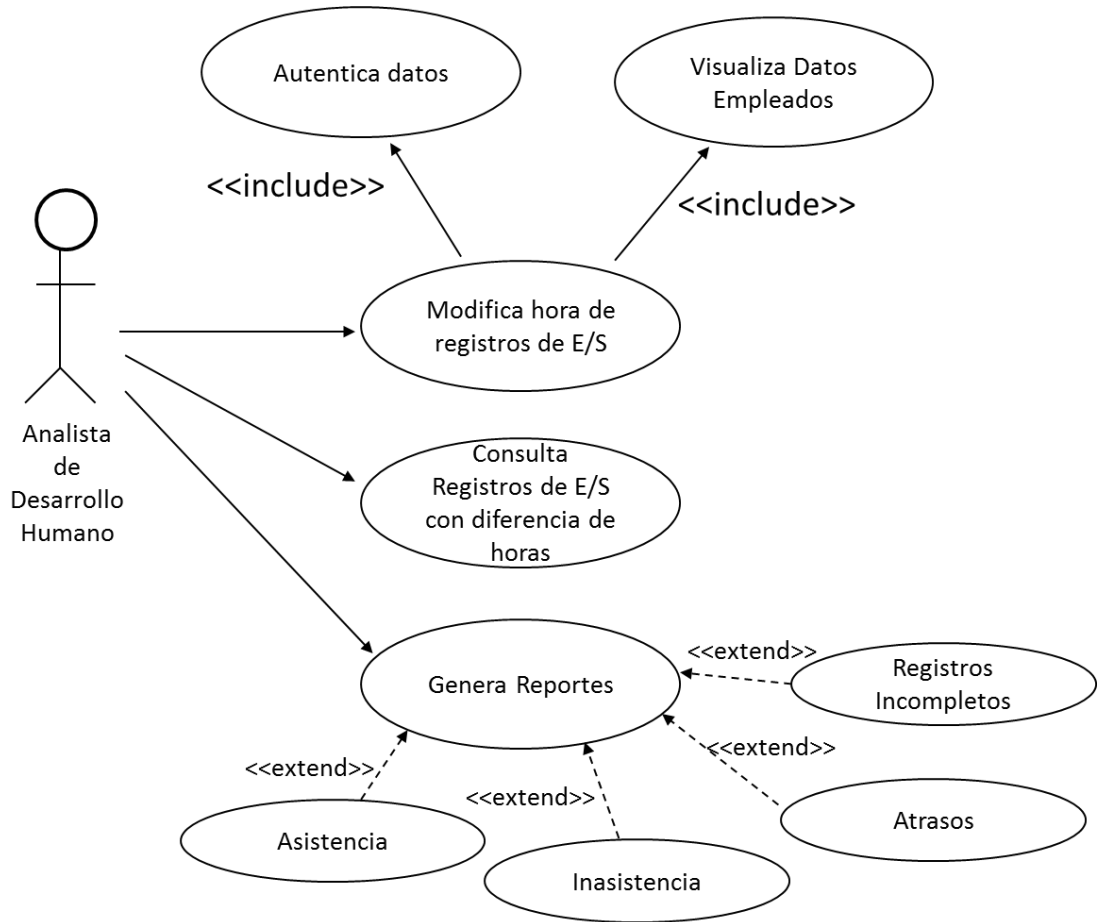 Autentica datos
Visualiza Datos
Empleados
<<include>>
<<include>>
Modifica hora de
registros de E/S
Analista
de
Desarrollo
Humano
Consulta
Registros de E/S
con diferencia de
horas
Genera Reportes
<<extend>>
Registros
Incompletos
<<extend>>
<<extend>>
<<extend>>
Atrasos
Asistencia
Inasistencia